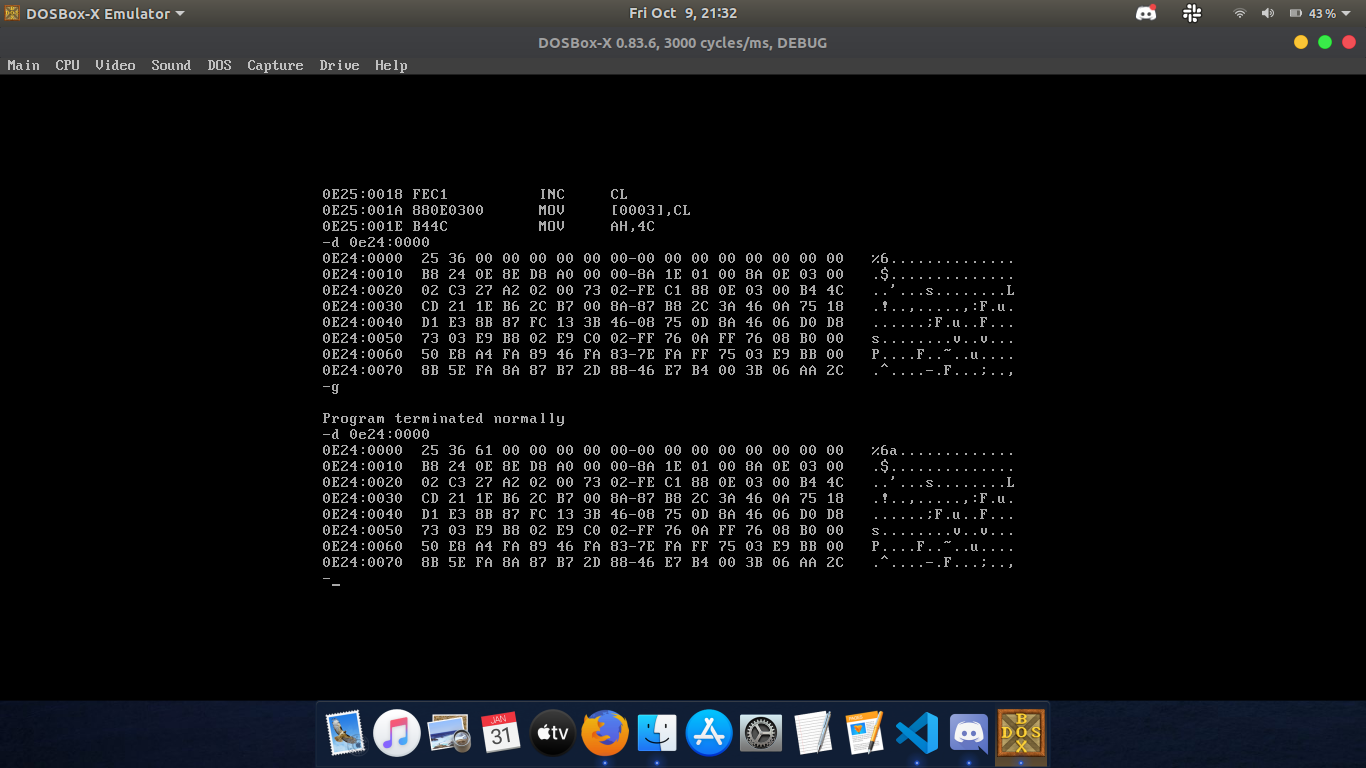 DOSBox-X Emulator
Fri Oct 9, 21:32
43 %
DOSBox-X 0.83.6, 3000 cycles/ms, DEBUG
Main CPU Video Sound DOS Capture Drive Help
0E25:0018 FEC1 INC CL
0E25:001A 880E0300 MOV [0003],CL
0E25:001E B44C MOV AH,4C
-d 0e24:0000
0E24:0000 25 36 00 00 00 00 00 00-00 00 00 00 00 00 00 00 %6..............
0E24:0010 B8 24 0E 8E D8 A0 00 00-8A 1E 01 00 8A 0E 03 00 .$..............
0E24:0020 02 C3 27 A2 02 00 73 02-FE C1 88 0E 03 00 B4 4C ..'...s........L
0E24:0030 CD 21 1E B6 2C B7 00 8A-87 B8 2C 3A 46 0A 75 18 .!..,.....,:F.u.
0E24:0040 D1 E3 8B 87 FC 13 3B 46-08 75 0D 8A 46 06 D0 D8 ......;F.u..F...
0E24:0050 73 03 E9 B8 02 E9 C0 02-FF 76 0A FF 76 08 B0 00 s........v..v...
0E24:0060 50 E8 A4 FA 89 46 FA 83-7E FA FF 75 03 E9 BB 00 P....F..~..u....
0E24:0070 8B 5E FA 8A 87 B7 2D 88-46 E7 B4 00 3B 06 AA 2C .^....-.F...;..,
-g
Program terminated normally
-d 0e24:0000
0E24:0000 25 36 61 00 00 00 00 00-00 00 00 00 00 00 00 00 %6a.............
0E24:0010 B8 24 0E 8E D8 A0 00 00-8A 1E 01 00 8A 0E 03 00 .$..............
0E24:0020 02 C3 27 A2 02 00 73 02-FE C1 88 0E 03 00 B4 4C ..'...s........L
0E24:0030 CD 21 1E B6 2C B7 00 8A-87 B8 2C 3A 46 0A 75 18 .!..,.....,:F.u.
0E24:0040 D1 E3 8B 87 FC 13 3B 46-08 75 0D 8A 46 06 D0 D8 ......;F.u..F...
0E24:0050 73 03 E9 B8 02 E9 C0 02-FF 76 0A FF 76 08 B0 00 s........v..v...
0E24:0060 50 E8 A4 FA 89 46 FA 83-7E FA FF 75 03 E9 BB 00 P....F..~..u....
0E24:0070 8B 5E FA 8A 87 B7 2D 88-46 E7 B4 00 3B 06 AA 2C .^....-.F...;..,
-_
JAN
31
tv
PAGES
BOX
DOS